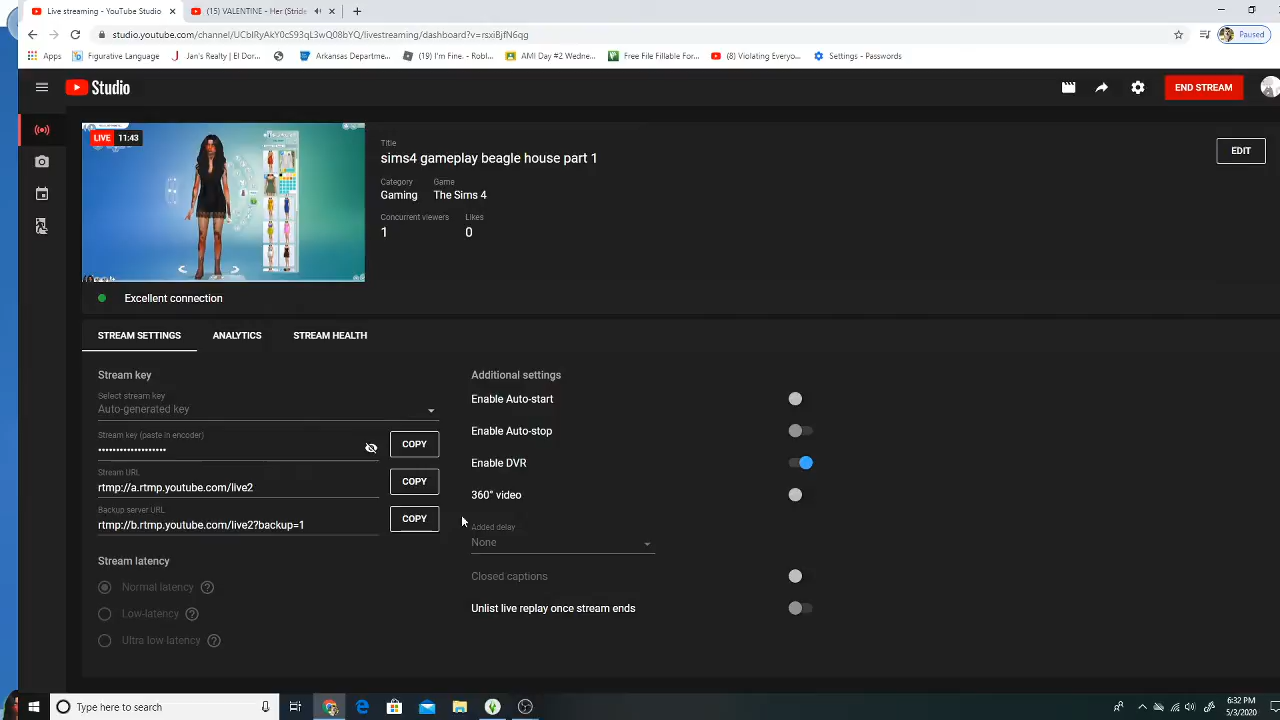 Live streaming - YouTube Studio
(15) VALENTINE - Her (Stride
studio.youtube.com/channel/UCbIRyAkY0cS93qL3wQ08bYQ/livestreaming/dashboard?v=rsxiBjfN6qg
Paused
Apps
Figurative Language
Jan's Realty | El Dor...
Arkansas Departme...
(19) I'm Fine. - Robl...
AMI Day #2 Wedne...
Free File Fillable For...
(8) Violating Everyo...
Settings - Passwords
Studio
END STREAM
LIVE 11:43
Title
sims4 gameplay beagle house part 1
EDIT
Category Game
Gaming The Sims 4
Concurrent viewers Likes
1 0
Excellent connection
STREAM SETTINGS ANALYTICS STREAM HEALTH
Stream key
Select stream key
Auto-generated key
Stream key (paste in encoder)
••••••••••••••••••
COPY
Stream URL
rtmp://a.rtmp.youtube.com/live2
COPY
Backup server URL
rtmp://b.rtmp.youtube.com/live2?backup=1
COPY
Stream latency
Normal latency
Low-latency
Ultra low-latency
Additional settings
Enable Auto-start
Enable Auto-stop
Enable DVR
360° video
Added delay
None
Closed captions
Unlist live replay once stream ends
Type here to search
6:32 PM
5/3/2020